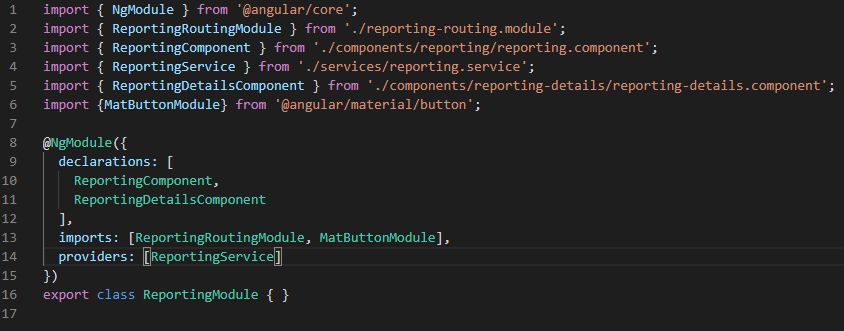 1 import { NgModule } from '@angular/core';
2 import { ReportingRoutingModule } from './reporting-routing.module';
3 import { ReportingComponent } from './components/reporting/reporting.component';
4 import { ReportingService } from './services/reporting.service';
5 import { ReportingDetailsComponent } from './components/reporting-details/reporting-details.component';
6 import {MatButtonModule} from '@angular/material/button';
7
8 @NgModule({
9   declarations: [
10     ReportingComponent,
11     ReportingDetailsComponent
12   ],
13   imports: [ReportingRoutingModule, MatButtonModule],
14   providers: [ReportingService]
15 })
16 export class ReportingModule { }
17